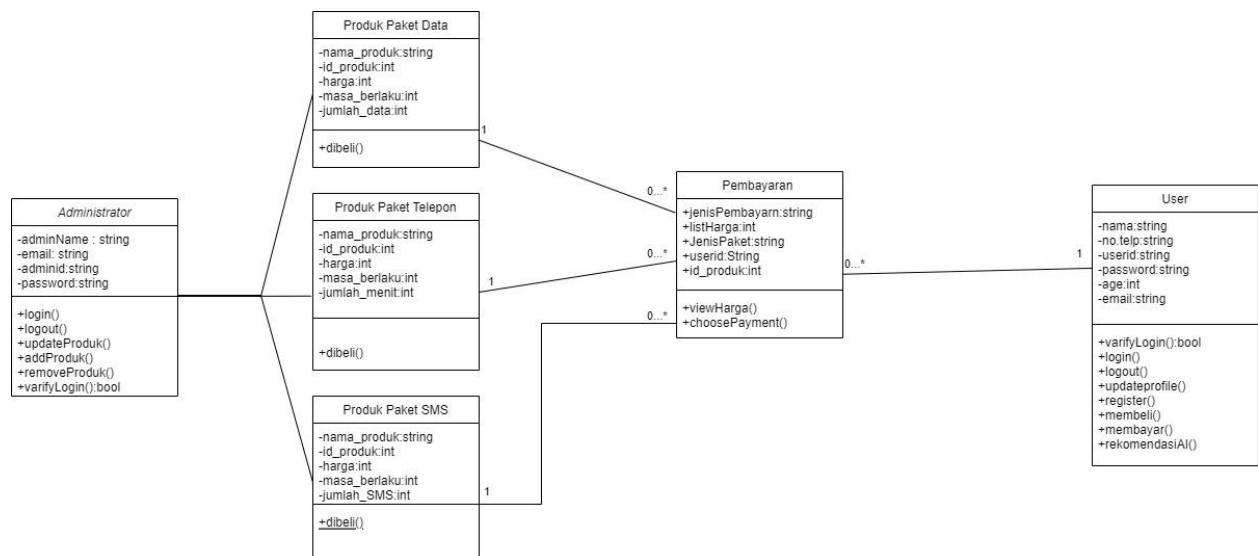 Produk Paket Data
-nama_produk:string
-id_produk:int
-harga:int
-masa_berlaku:int
-jumlah_data:int
+dibeli()
1
0...*
Administrator
-adminName : string
-email: string
-adminid:string
-password:string
+login()
+logout()
+updateProduk()
+addProduk()
+removeProduk()
+varifyLogin():bool
Produk Paket Telepon
-nama_produk:string
-id_produk:int
-harga:int
-masa_berlaku:int
-jumlah_menit:int
+dibeli()
1
0...*
Produk Paket SMS
-nama_produk:string
-id_produk:int
-harga:int
-masa_berlaku:int
-jumlah_SMS:int
+dibeli()
1
0...*
Pembayaran
+jenisPembayarn:string
+listHarga:int
+JenisPaket:string
+userid:String
+id_produk:int
+viewHarga()
+choosePayment()
0...*
1
User
-nama:string
-no.telp:string
-userid:string
-password:string
-age:int
-email:string
+varifyLogin():bool
+login()
+logout()
+updateprofile()
+register()
+membeli()
+membayar()
+rekomendasiAI()